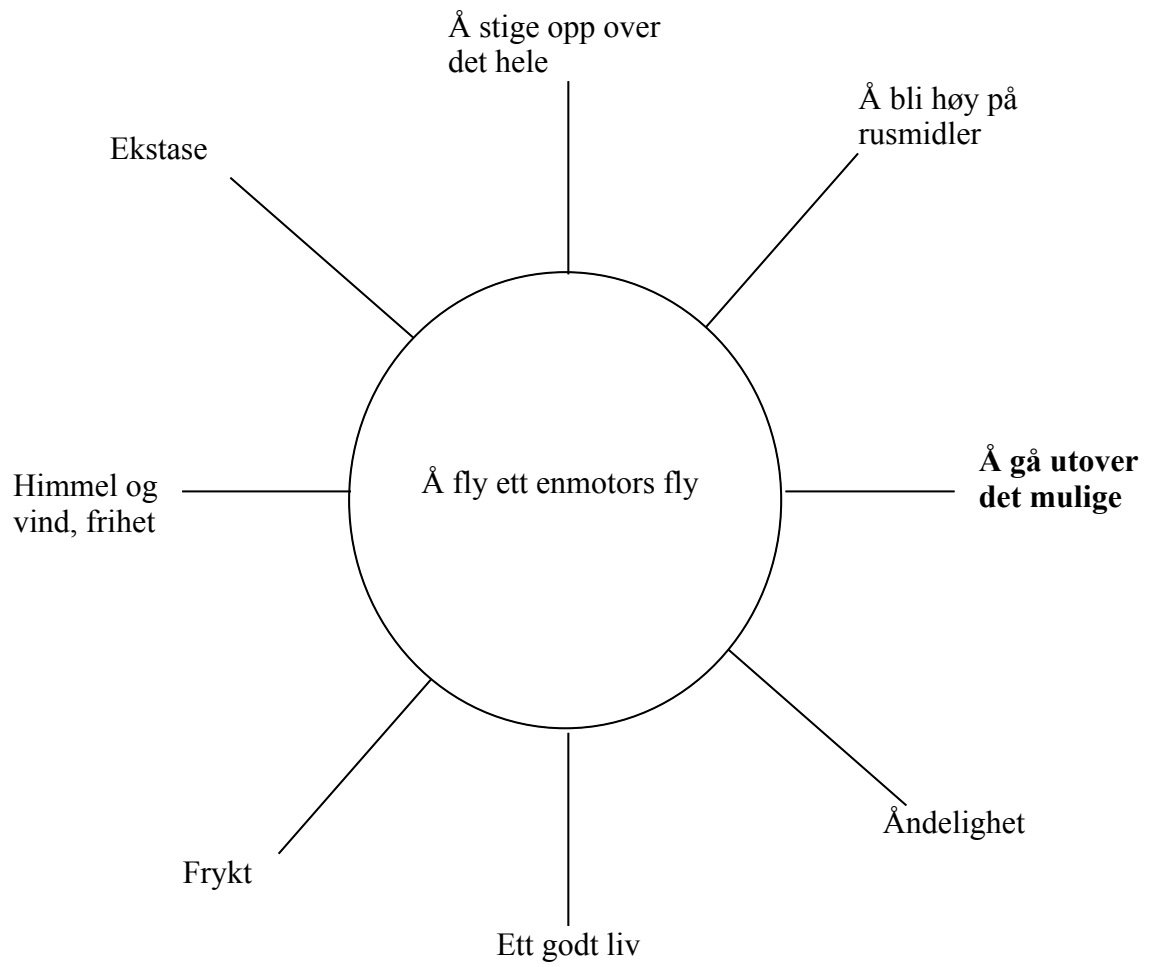 Å stige opp over
det hele
Å bli høy på
rusmidler
Ekstase
Å gå utover
det mulige
Å fly ett enmotors fly
Himmel og
vind, frihet
Åndelighet
Frykt
Ett godt liv